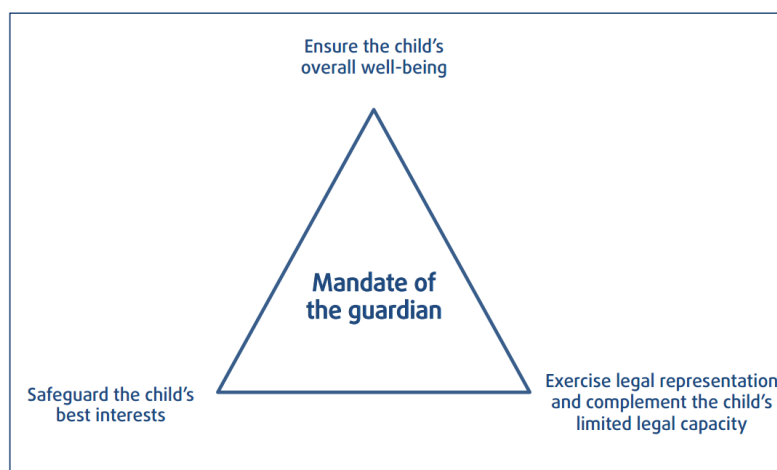 Ensure the child’s
overall well-being
Mandate of
the guardian
Safeguard the child’s
best interests
Exercise legal representation
and complement the child’s
limited legal capacity